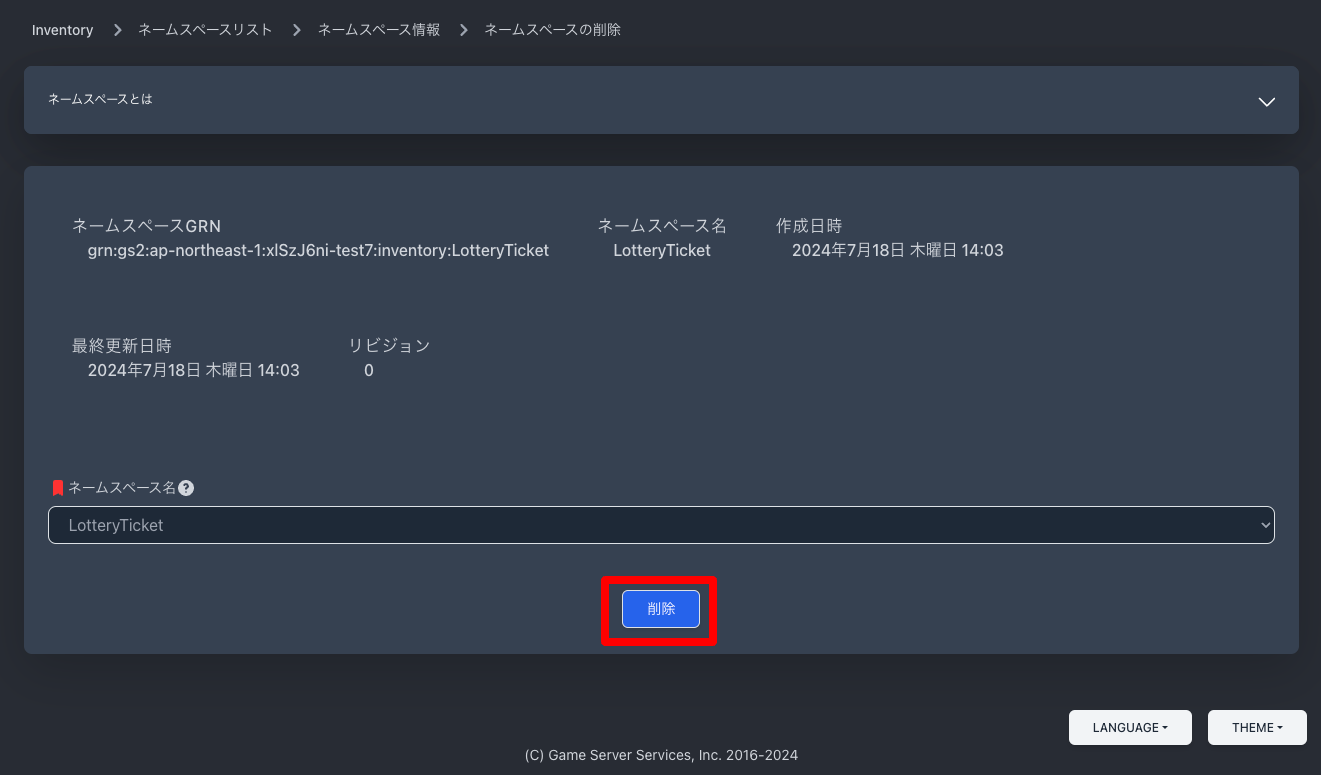 Inventory ネームスペースリスト ネームスペース情報 ネームスペースの削除
ネームスペースとは
ネームスペースGRN ネームスペース名 作成日時
grn:gs2:ap-northeast-1:xlSzJ6ni-test7:inventory:LotteryTicket LotteryTicket 2024年7月18日 木曜日 14:03
最終更新日時 リビジョン
2024年7月18日 木曜日 14:03 0
ネームスペース名 ?
LotteryTicket
削除
LANGUAGE THEME
(C) Game Server Services, Inc. 2016-2024